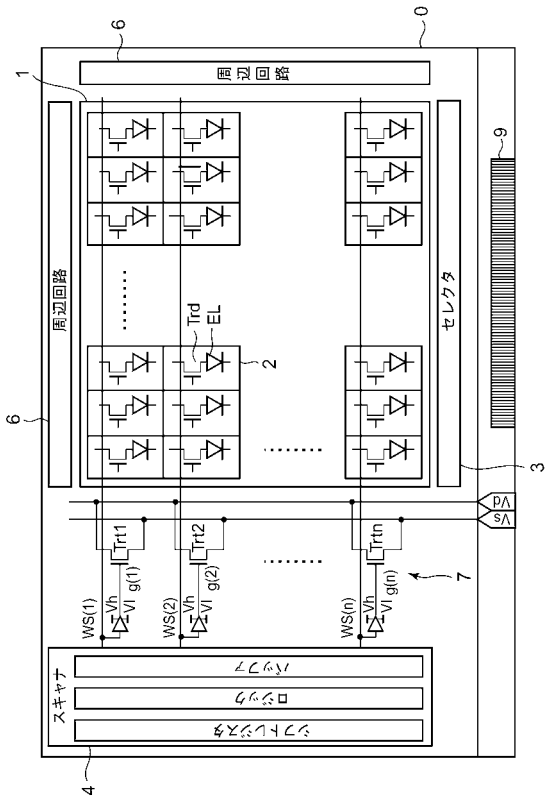 スキャナ
シフトレジスタ
ロジック
バッファ
4
WS(1)
Vh
Vl
g(1)
Trt1
WS(2)
Vh
Vl
g(2)
Trt2
WS(n)
Vh
Vl
g(n)
Trtn
7
Vs
Vd
6
周辺回路
1
Trd
EL
2
セレクタ
3
周辺回路
6
9
0